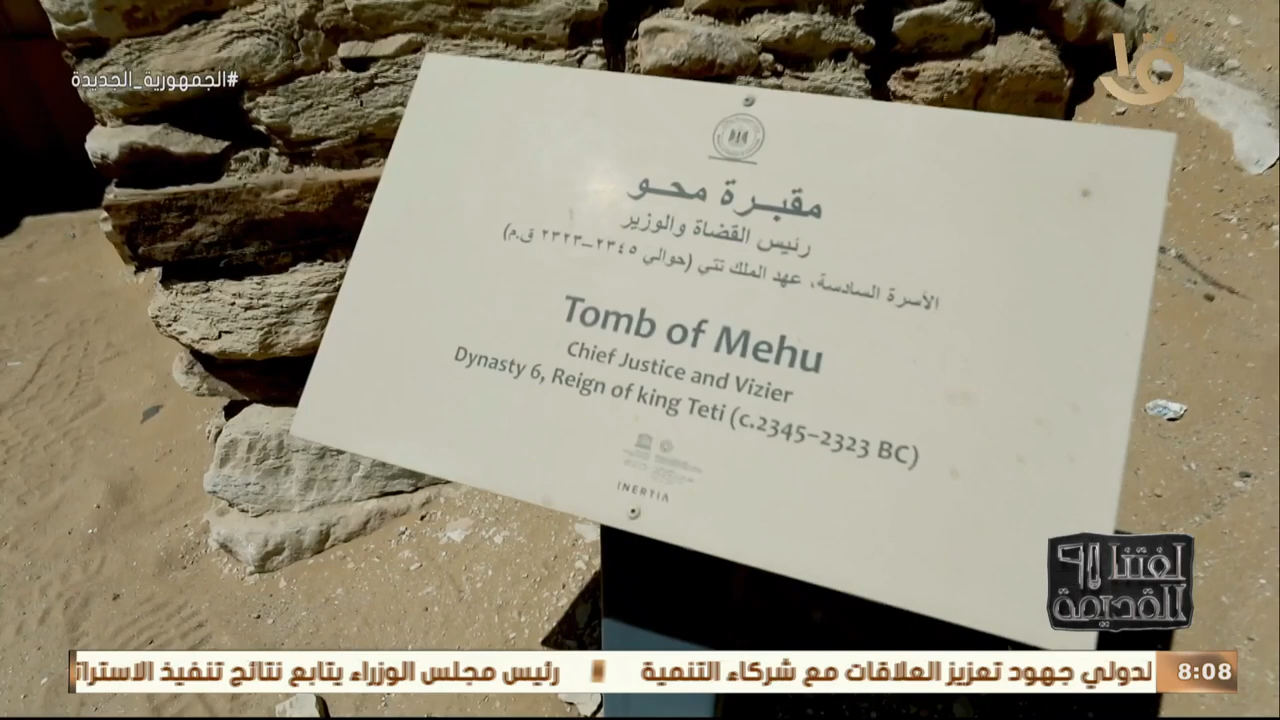 #الجمهورية_الجديدة
مقبرة محو
رئيس القضاة والوزير
الأسرة السادسة، عهد الملك تتي (حوالي ٢٣٤٥–٢٣٢٣ ق.م)
Tomb of Mehu
Chief Justice and Vizier
Dynasty 6, Reign of king Teti (c.2345–2323 BC)
INERTIA
لغتنا
القديمة
لدولي جهود تعزيز العلاقات مع شركاء التنمية
رئيس مجلس الوزراء يتابع نتائج تنفيذ الاسترات
8:08